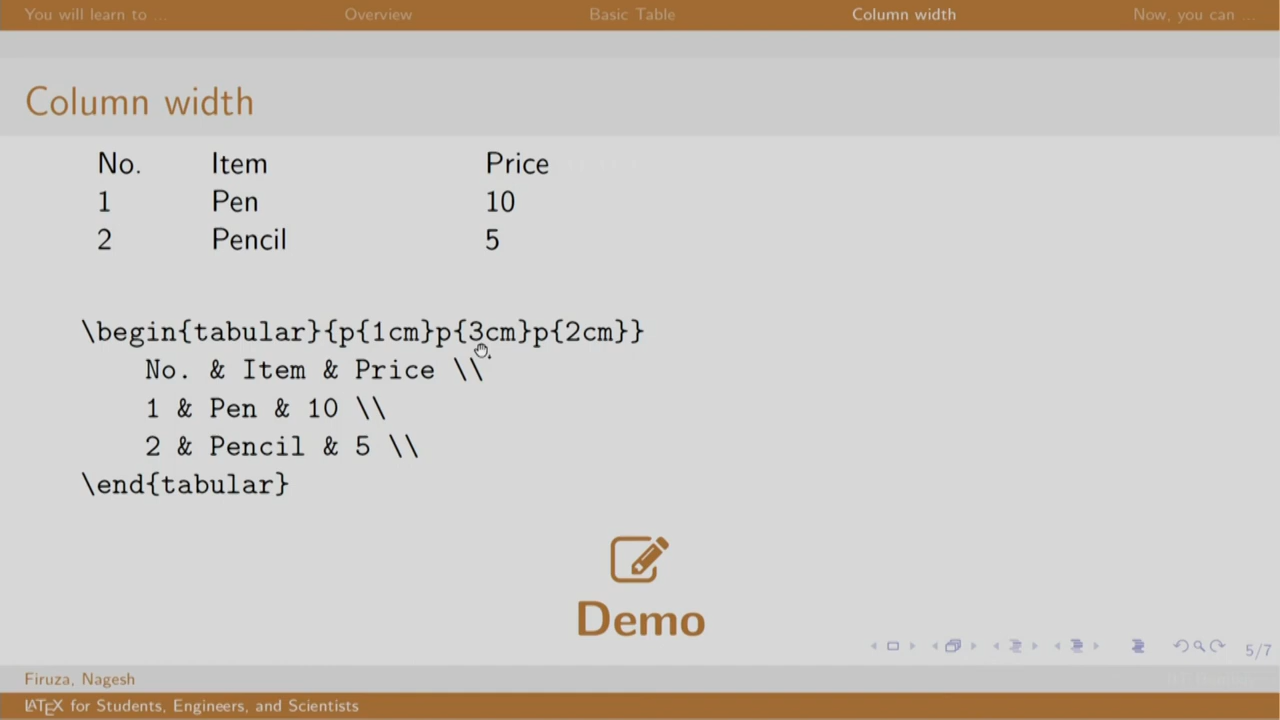 You will learn to ... Overview Basic Table Column width Now, you can ...
Column width
No. Item Price
1 Pen 10
2 Pencil 5
\begin{tabular}{p{1cm}p{3cm}p{2cm}}
No. & Item & Price \\
1 & Pen & 10 \\
2 & Pencil & 5 \\
\end{tabular}
Demo
5/7
Firuza, Nagesh
LATEX for Students, Engineers, and Scientists